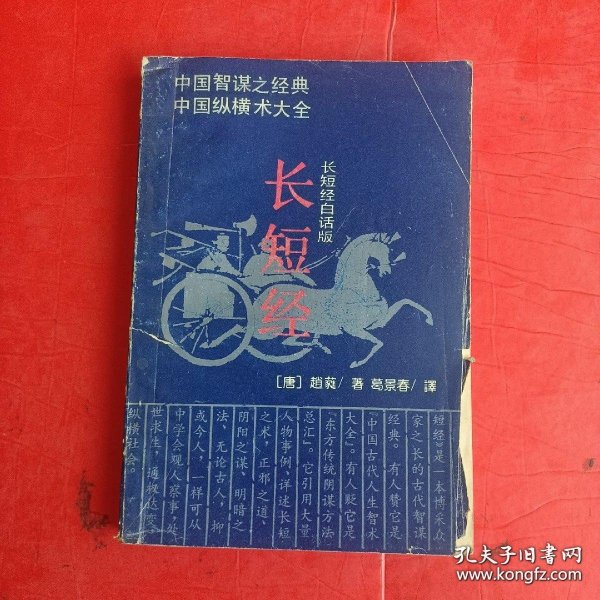 中国智谋之经典
中国纵横术大全
长短经白话版
长短经
[唐] 趙蕤/著 葛景春/譯
短经》是一本博采众
家之长的古代智谋
经典。有人赞它是
“中国古代人生智术
大全”。有人贬它是
“东方传统阴谋方法
总汇”。它引用大量
人物事例、详述长短
之术、正邪之道、
阴阳之谋、明暗之
法、无论古人，抑
或今人，一样可从
中学会观人察事、处
世求生，通权达变、
纵横社会。
孔夫子旧书网
www.kongfz.com